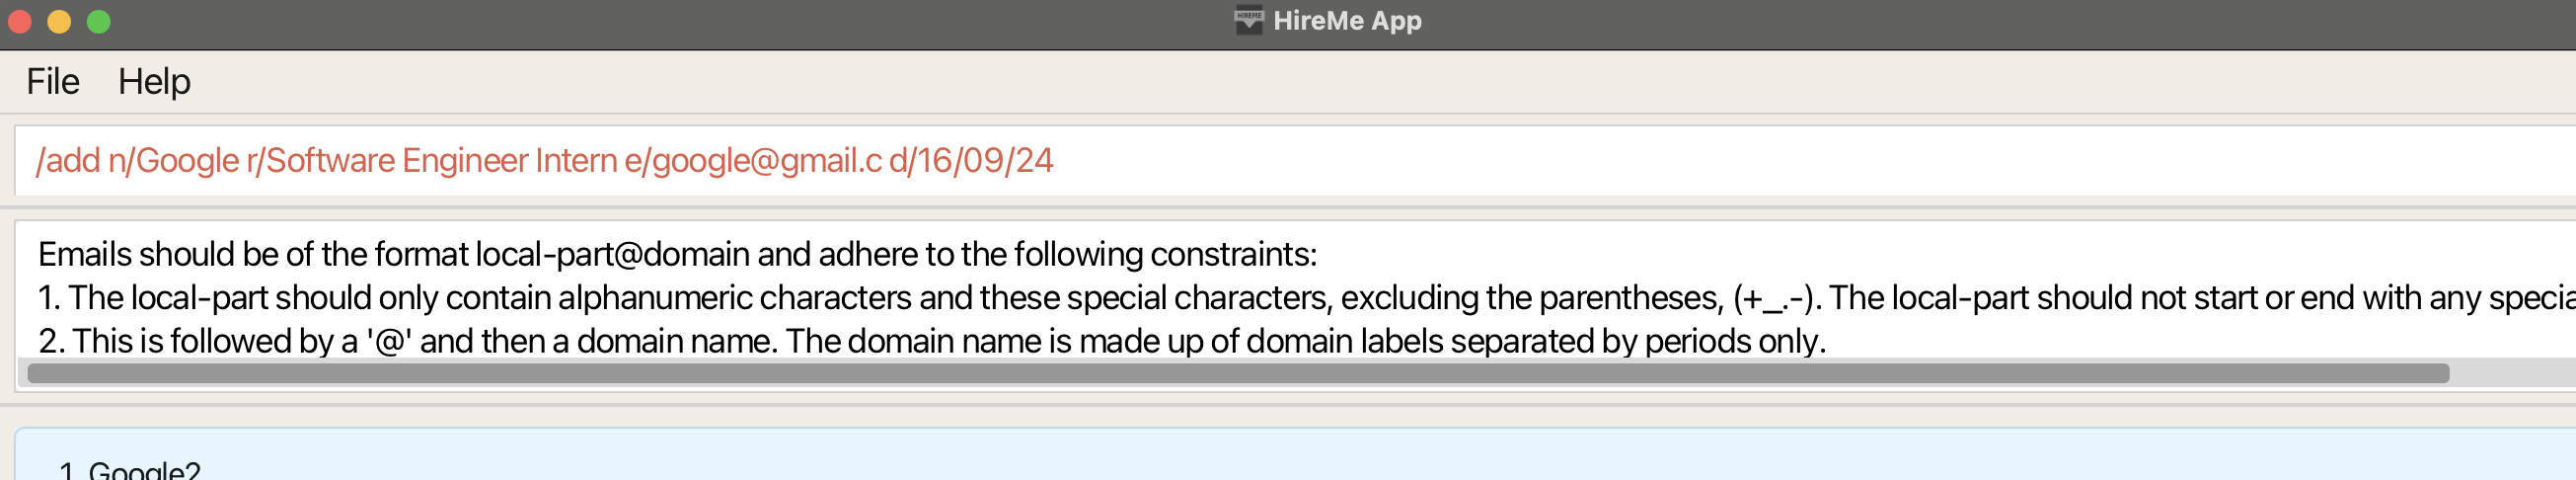 HIREME HireMe App
File Help
/add n/Google r/Software Engineer Intern e/google@gmail.c d/16/09/24
Emails should be of the format local-part@domain and adhere to the following constraints:
1. The local-part should only contain alphanumeric characters and these special characters, excluding the parentheses, (+_.-). The local-part should not start or end with any specia
2. This is followed by a '@' and then a domain name. The domain name is made up of domain labels separated by periods only.
1. Google2